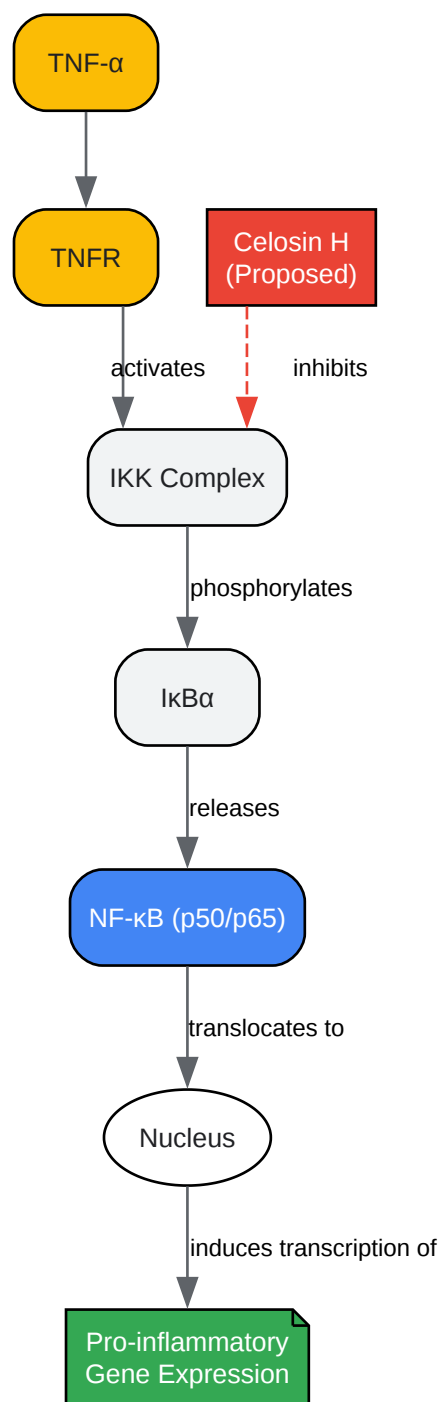 TNF-α
TNFR
Celosin H
(Proposed)
activates
inhibits
IKK Complex
phosphorylates
IκBα
releases
NF-κB (p50/p65)
translocates to
Nucleus
induces transcription of
Pro-inflammatory
Gene Expression